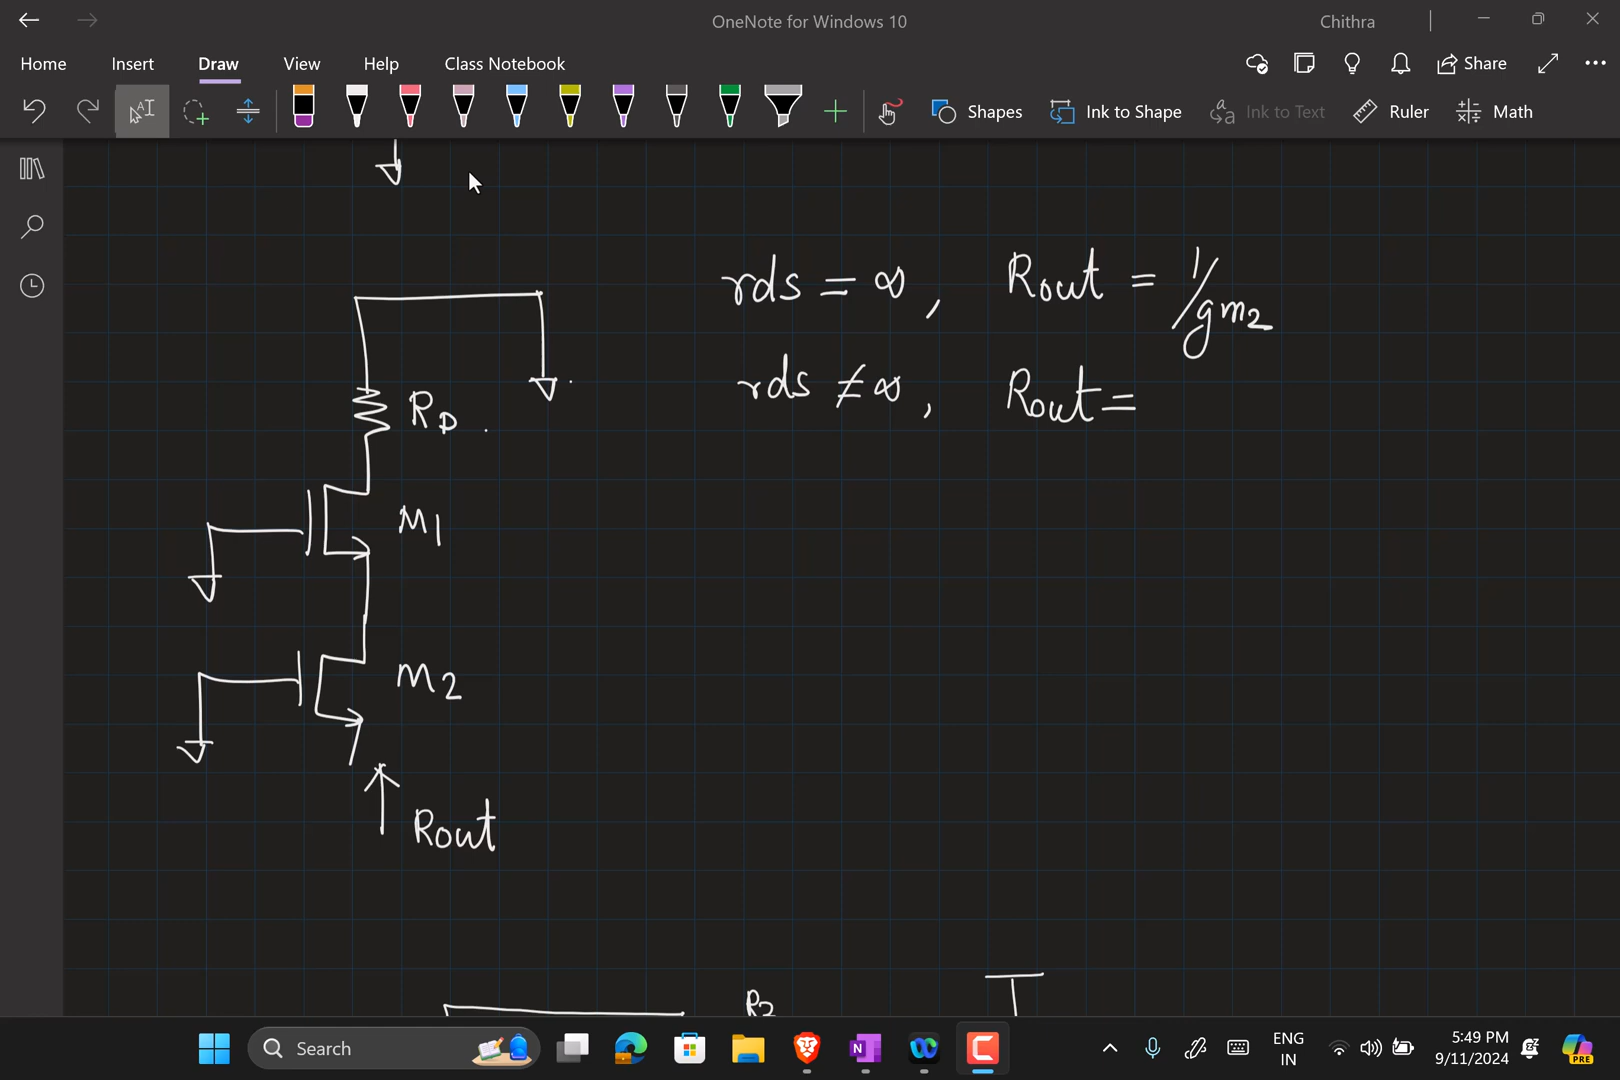 OneNote for Windows 10
Chithra
Home Insert Draw View Help Class Notebook Share
Shapes Ink to Shape Ink to Text Ruler Math
rds = ∞, Rout = 1/gm2
rds ≠ ∞, Rout =
RD
M1
M2
Rout
R2
Search
ENG
IN
5:49 PM
9/11/2024
PRE